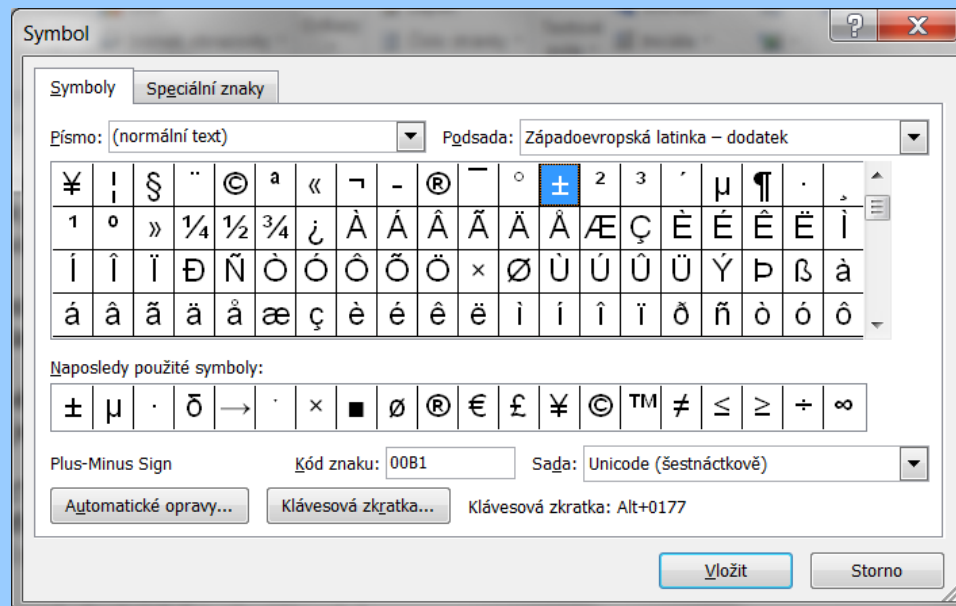 Symbol
Symboly Speciální znaky
Písmo: (normální text) Podsada: Západoevropská latinka – dodatek
¥ ¦ § ¨ © ª « ¬ - ® ¯ ° ± ² ³ ´ µ ¶ · ¸
¹ º » ¼ ½ ¾ ¿ À Á Â Ã Ä Å Æ Ç È É Ê Ë Ì
Í Î Ï Ð Ñ Ò Ó Ô Õ Ö × Ø Ù Ú Û Ü Ý Þ ß à
á â ã ä å æ ç è é ê ë ì í î ï ð ñ ò ó ô
Naposledy použité symboly:
± µ · δ → ˙ × ■ ø ® € £ ¥ © ™ ≠ ≤ ≥ ÷ ∞
Plus-Minus Sign Kód znaku: 00B1 Sada: Unicode (šestnáctkově)
Automatické opravy... Klávesová zkratka... Klávesová zkratka: Alt+0177
Vložit Storno